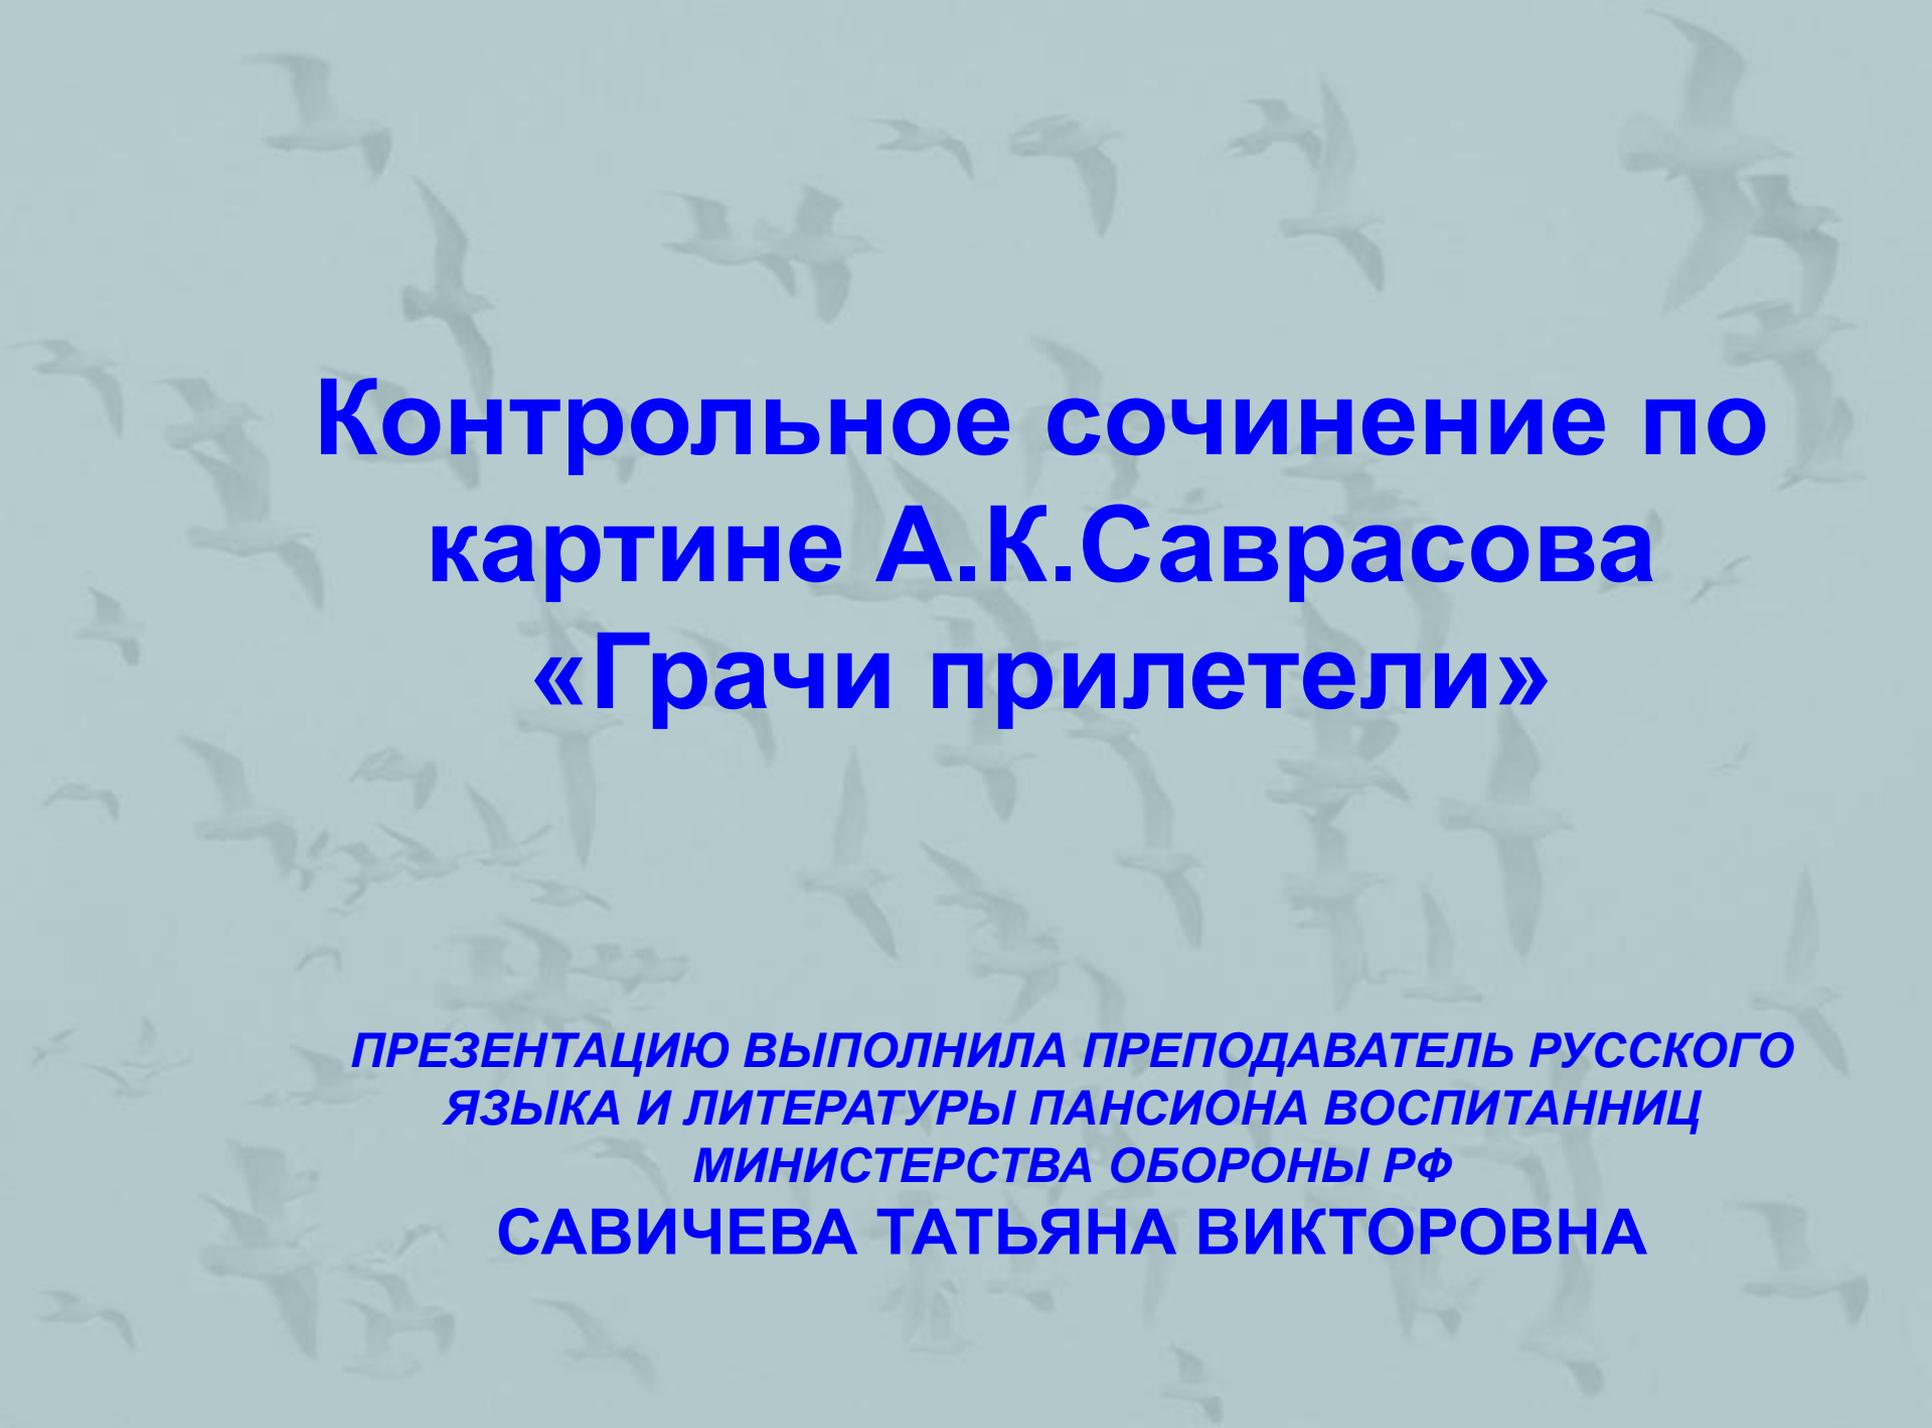 Контрольное сочинение по
картине А.К.Саврасова
«Грачи прилетели»
ПРЕЗЕНТАЦИЮ ВЫПОЛНИЛА ПРЕПОДАВАТЕЛЬ РУССКОГО
ЯЗЫКА И ЛИТЕРАТУРЫ ПАНСИОНА ВОСПИТАННИЦ
МИНИСТЕРСТВА ОБОРОНЫ РФ
САВИЧЕВА ТАТЬЯНА ВИКТОРОВНА